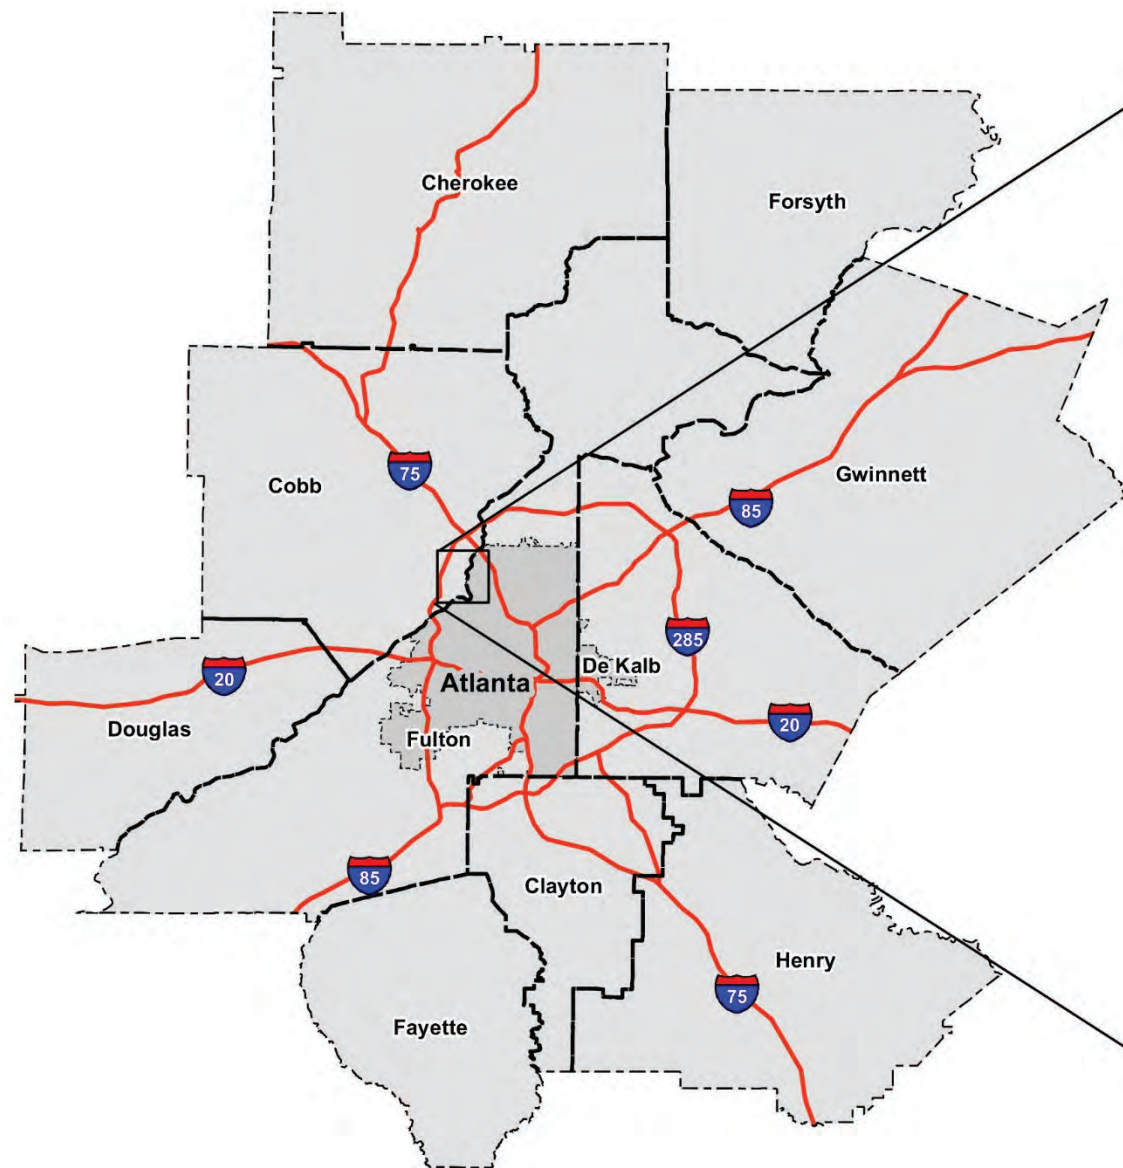 Cherokee
Forsyth
75
Cobb
Gwinnett
85
285
De Kalb
20
Atlanta
20
Douglas
Fulton
85
Clayton
Henry
75
Fayette